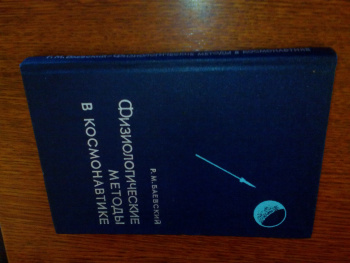 Р.М. БАЕВСКИЙ
ФИЗИОЛОГИЧЕСКИЕ
МЕТОДЫ
В КОСМОНАВТИКЕ